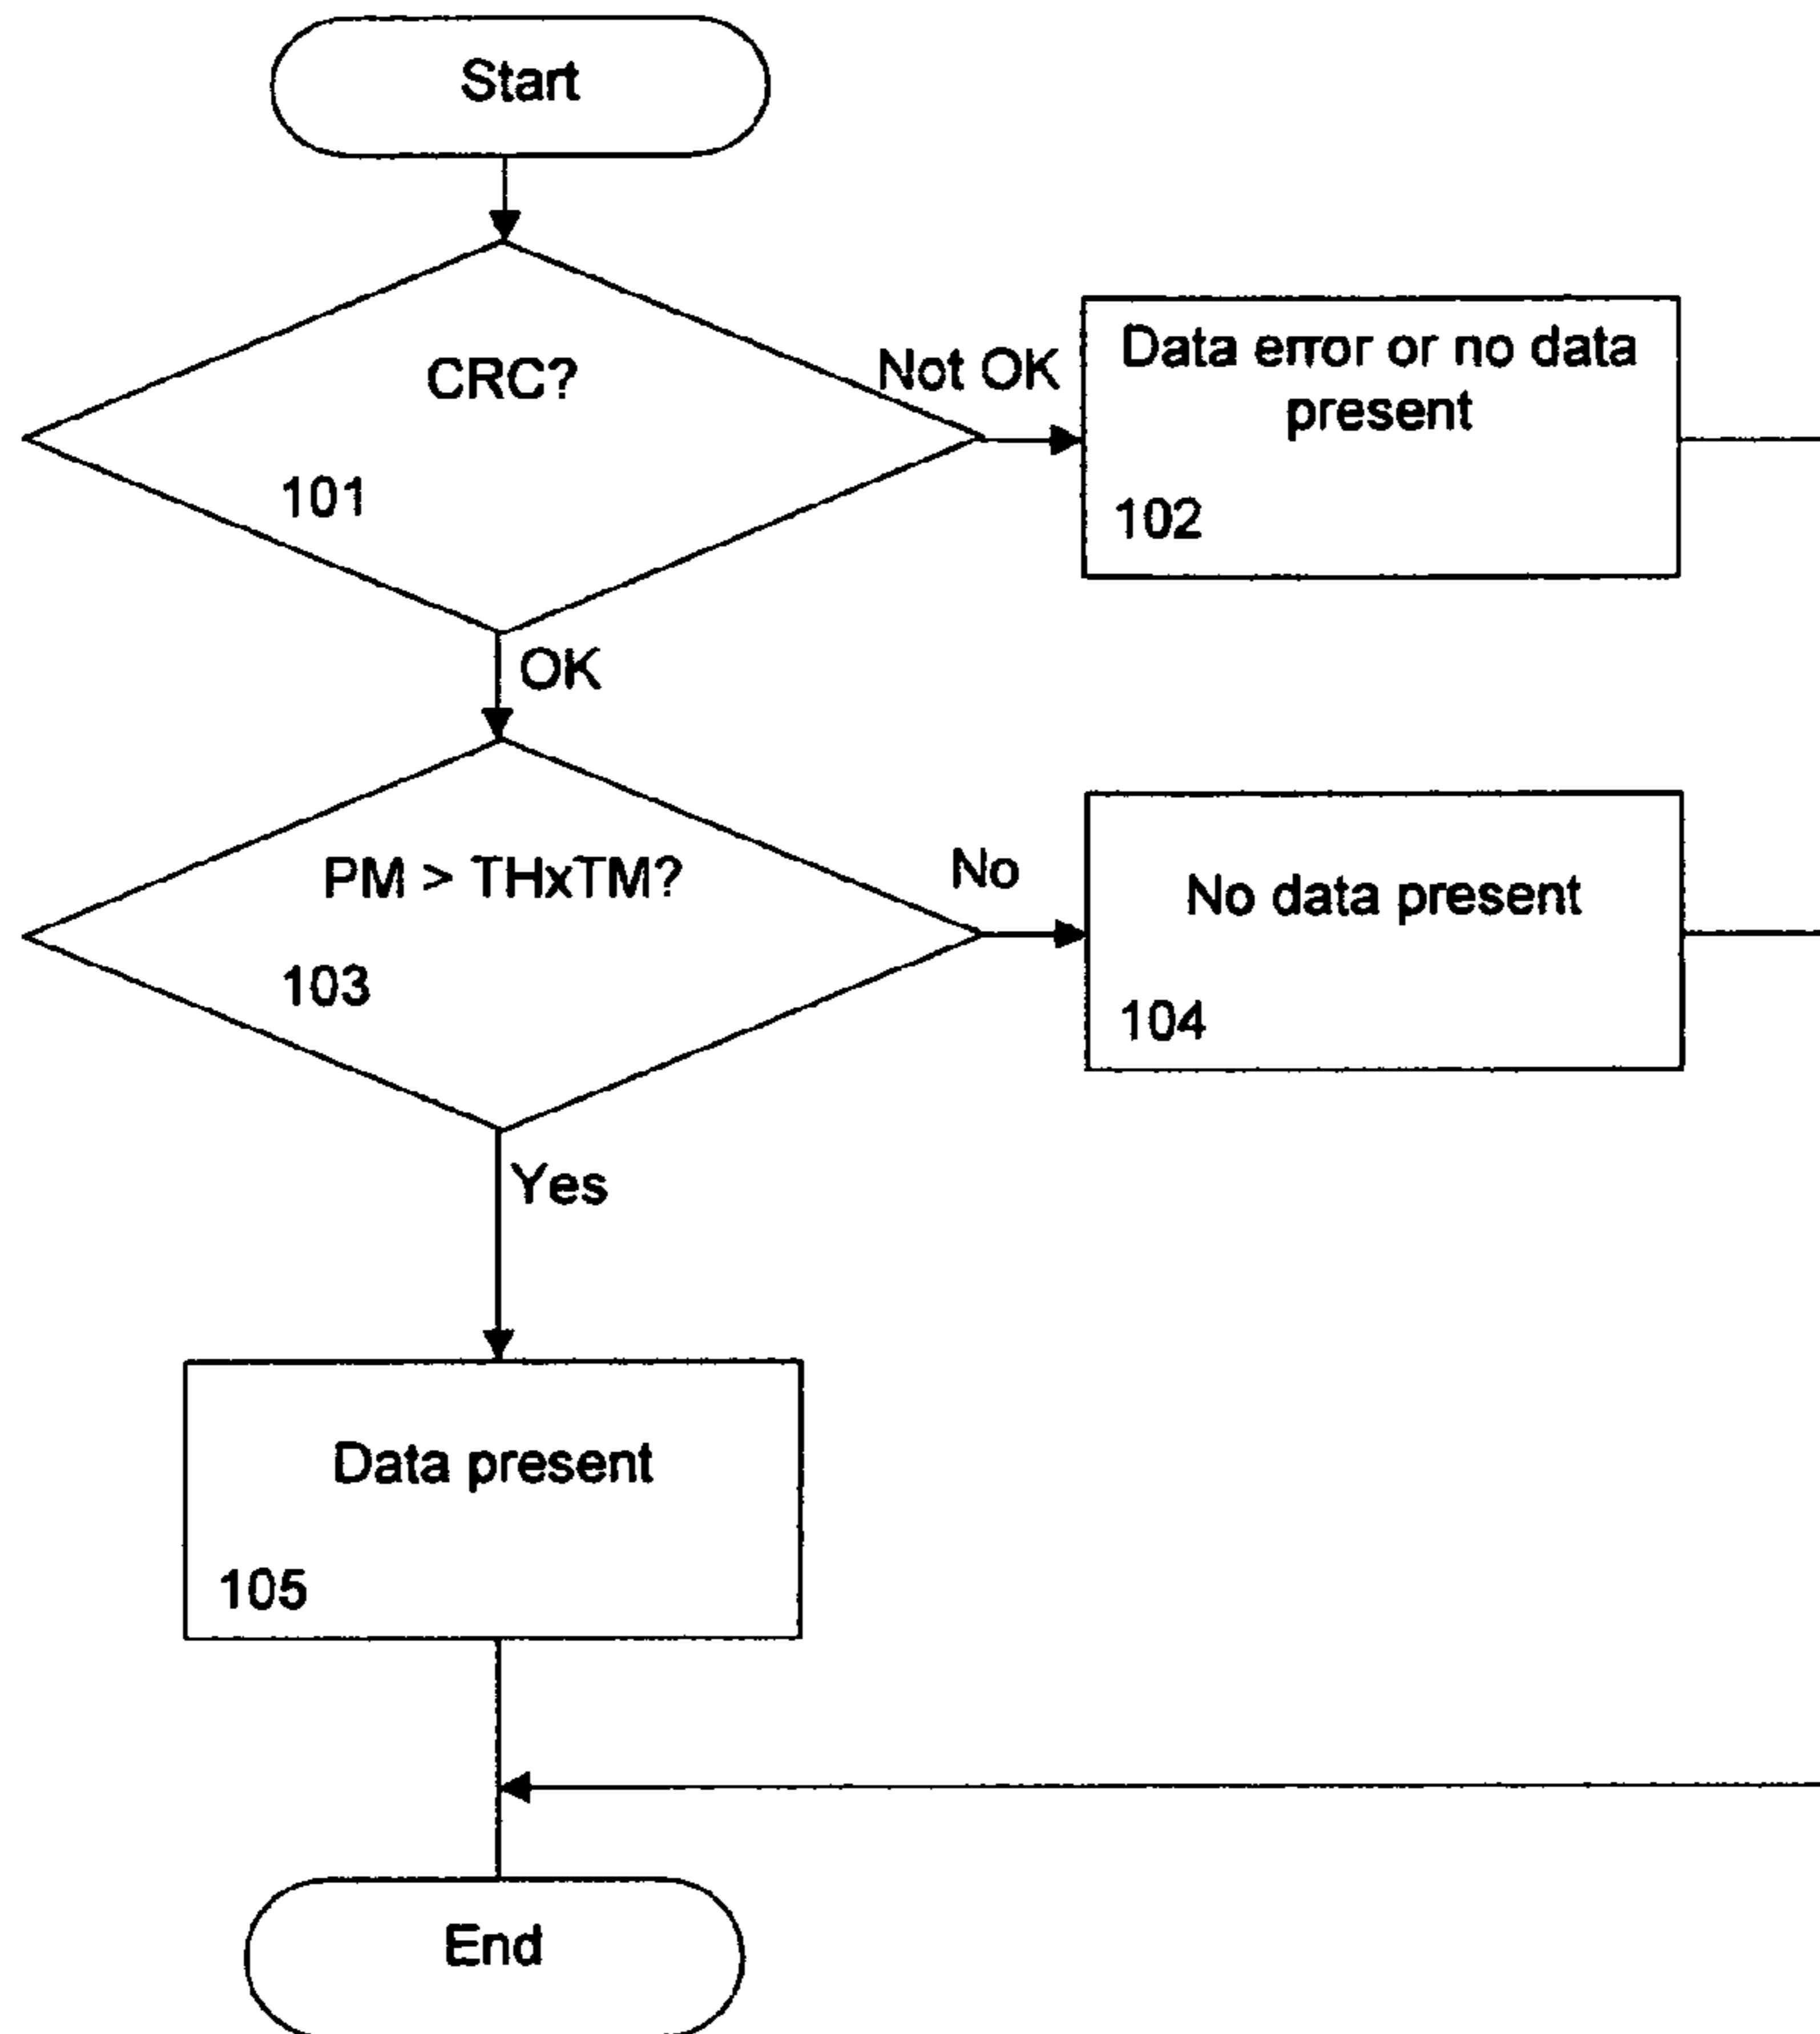 Start
CRC?
101
Not OK
Data error or no data
present
102
OK
PM > THxTM?
103
No
No data present
104
Yes
Data present
105
End